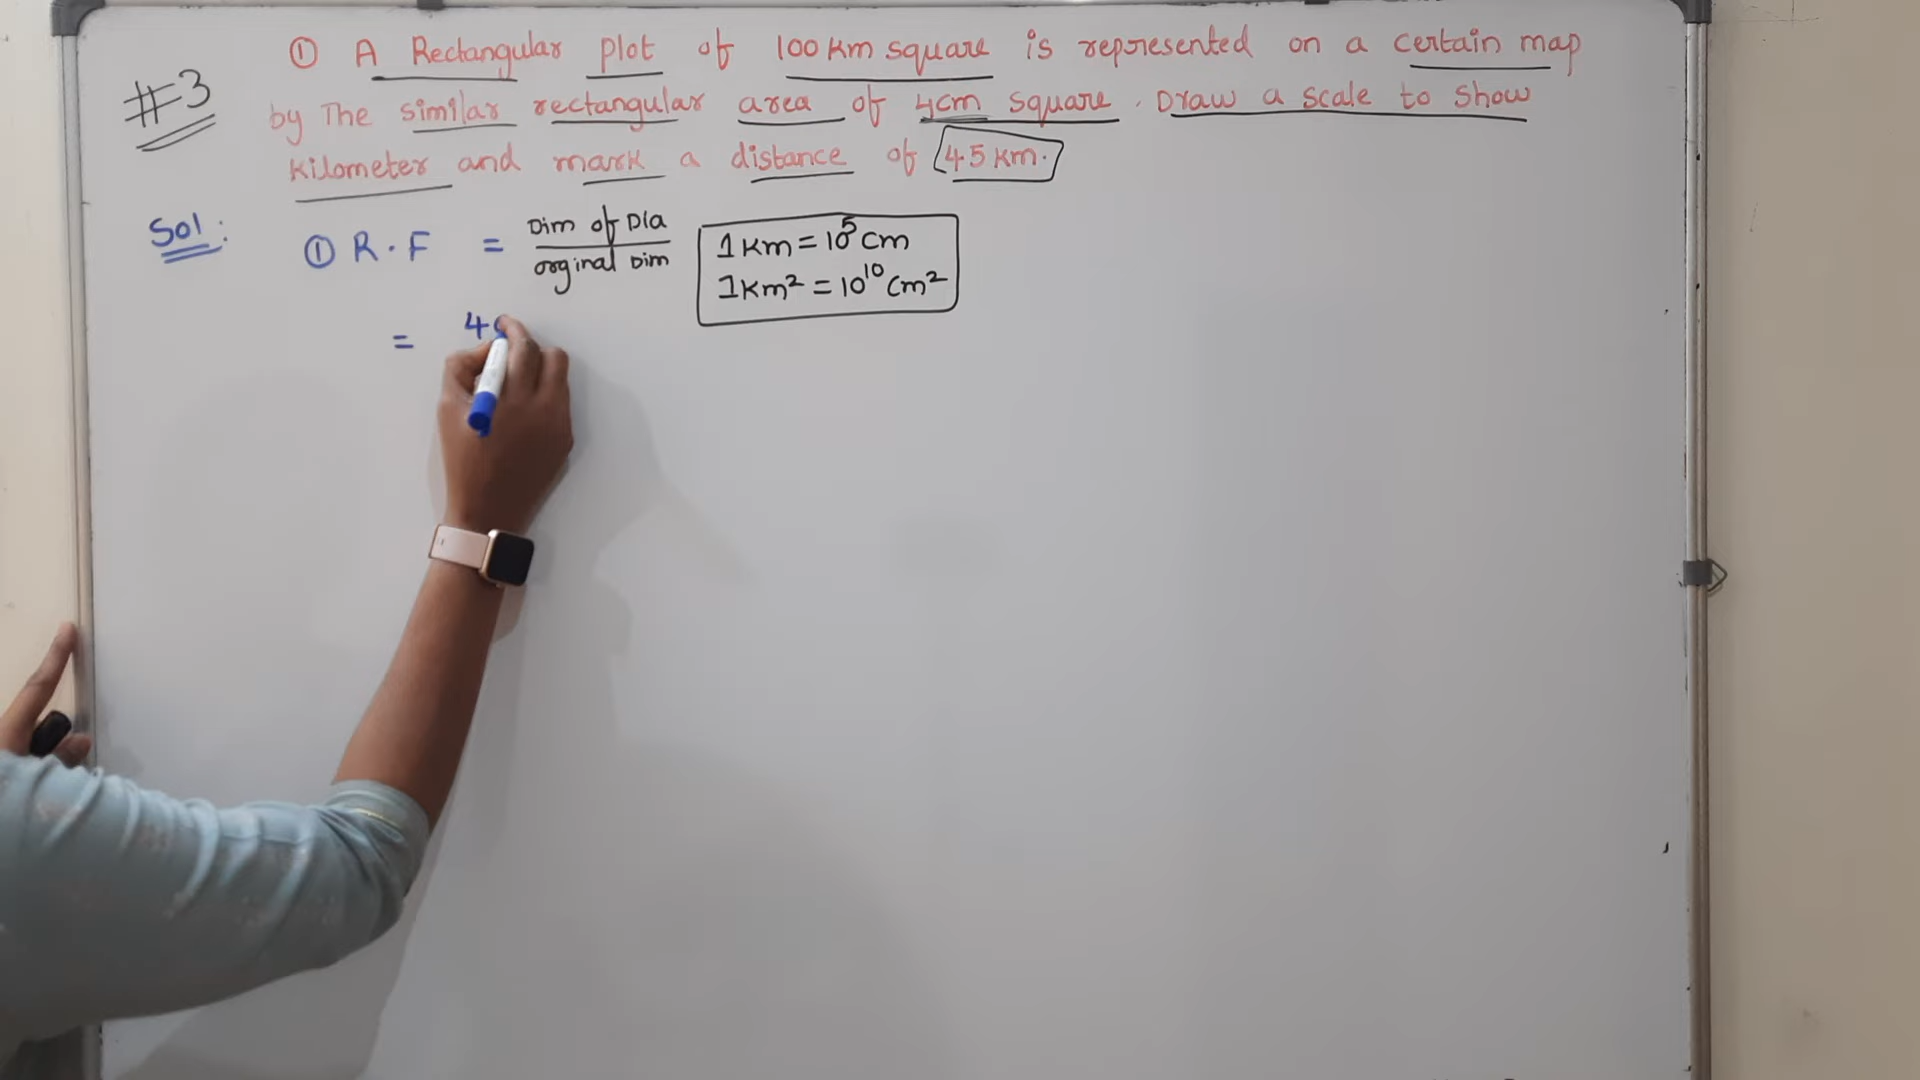 #3
① A Rectangular plot of 100 km square is represented on a certain map
by The similar rectangular area of 4cm square. Draw a scale to show
kilometer and mark a distance of 45 km.
Sol:
① R.F = Dim of Dia
orginal Dim
1 km = 10⁵ cm
1 km² = 10¹⁰ cm²
= 4